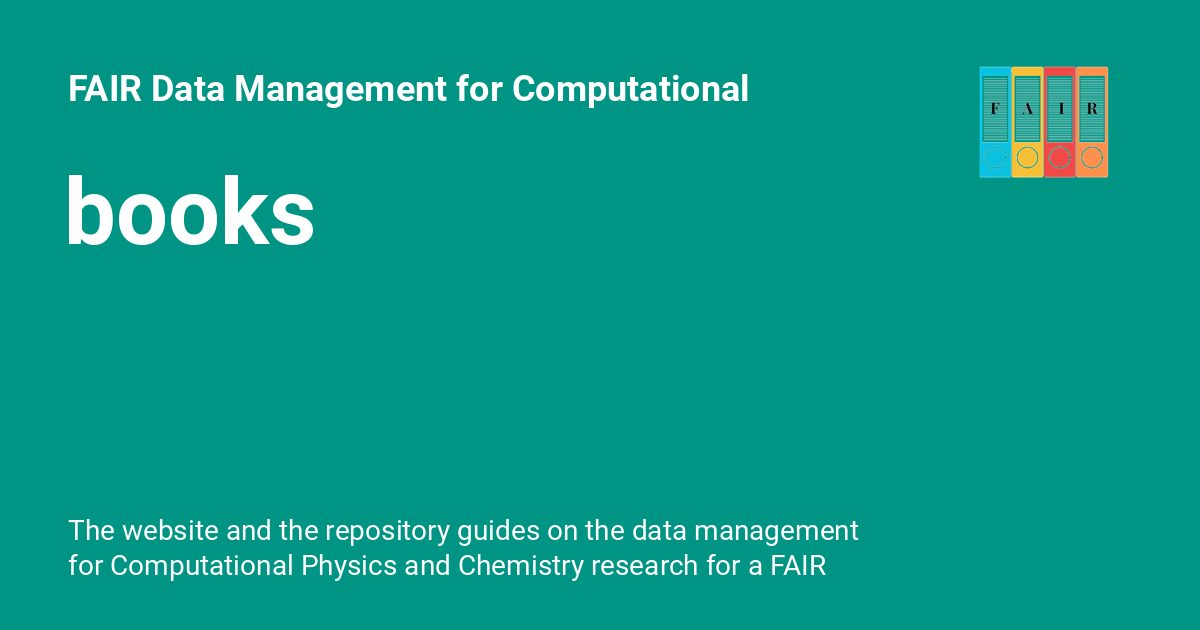 FAIR Data Management for Computational
F A I R
books
The website and the repository guides on the data management
for Computational Physics and Chemistry research for a FAIR